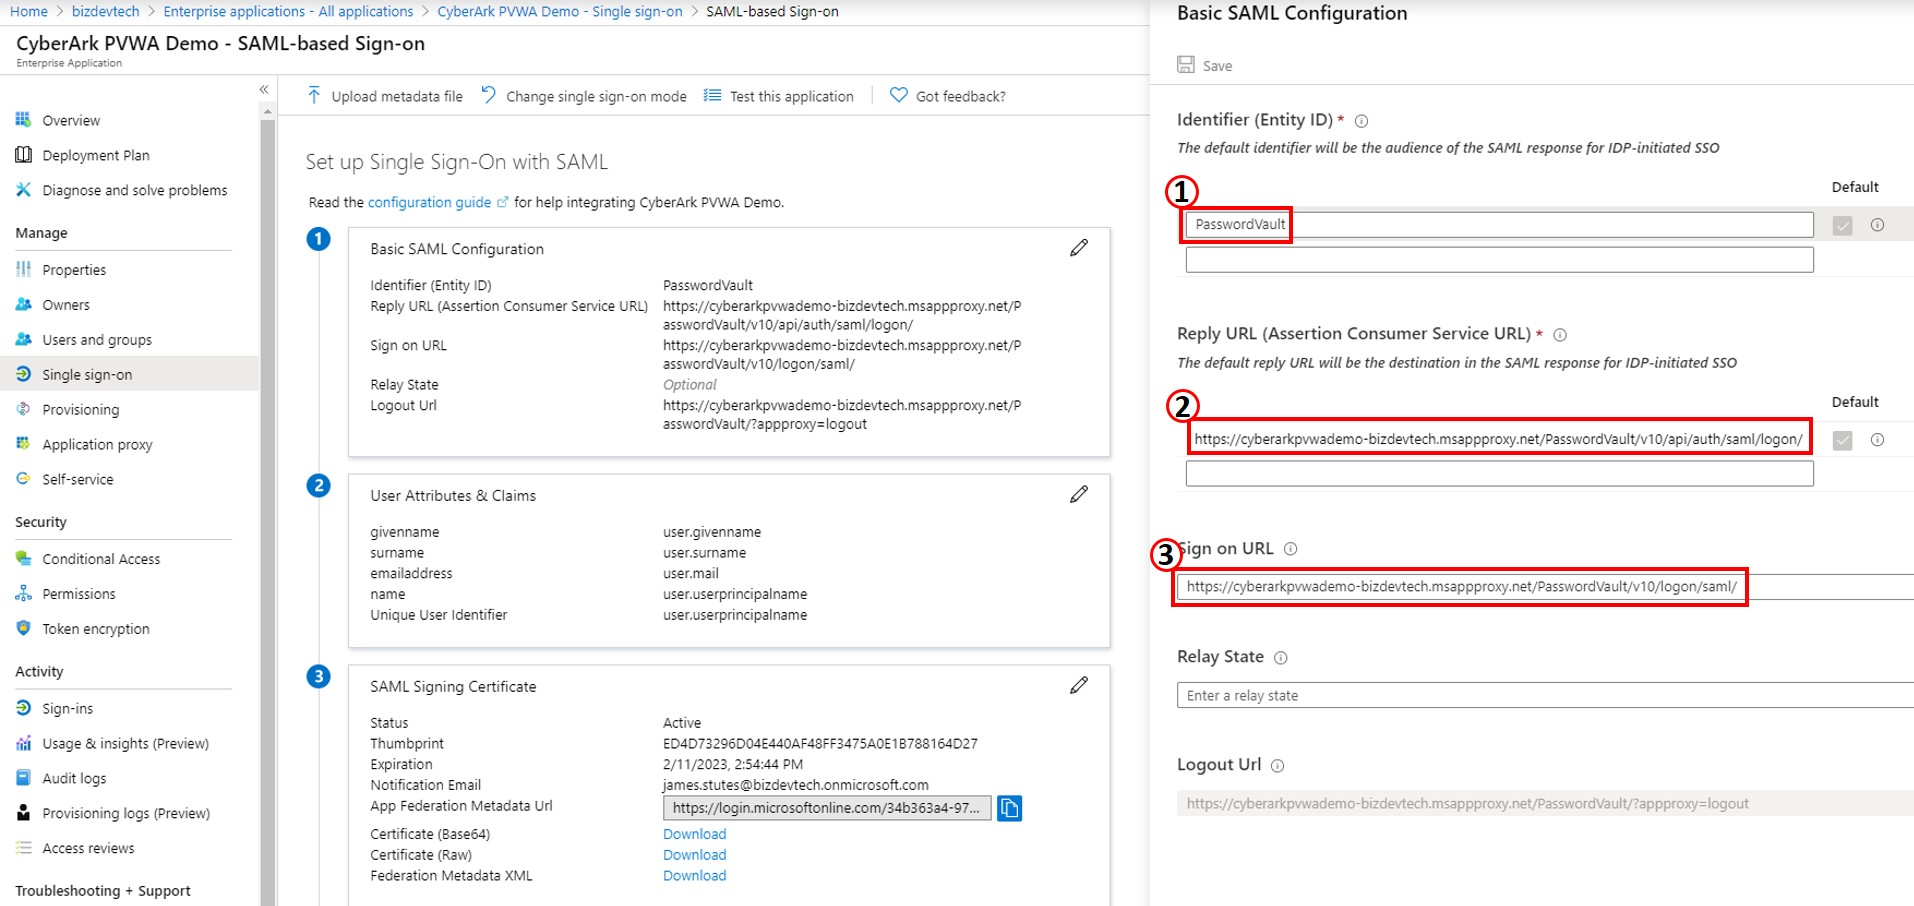 Home > bizdevtech > Enterprise applications - All applications > CyberArk PVWA Demo - Single sign-on > SAML-based Sign-on
CyberArk PVWA Demo - SAML-based Sign-on
Enterprise Application
«
Overview
Deployment Plan
Diagnose and solve problems
Manage
Properties
Owners
Users and groups
Single sign-on
Provisioning
Application proxy
Self-service
Security
Conditional Access
Permissions
Token encryption
Activity
Sign-ins
Usage & insights (Preview)
Audit logs
Provisioning logs (Preview)
Access reviews
Troubleshooting + Support
Upload metadata file Change single sign-on mode Test this application Got feedback?
Set up Single Sign-On with SAML
Read the configuration guide for help integrating CyberArk PVWA Demo.
1
Basic SAML Configuration
Identifier (Entity ID) PasswordVault
Reply URL (Assertion Consumer Service URL) https://cyberarkpvwademo-bizdevtech.msappproxy.net/P
asswordVault/v10/api/auth/saml/logon/
Sign on URL https://cyberarkpvwademo-bizdevtech.msappproxy.net/P
asswordVault/v10/logon/saml/
Relay State Optional
Logout Url https://cyberarkpvwademo-bizdevtech.msappproxy.net/P
asswordVault/?appproxy=logout
2
User Attributes & Claims
givenname user.givenname
surname user.surname
emailaddress user.mail
name user.userprincipalname
Unique User Identifier user.userprincipalname
3
SAML Signing Certificate
Status Active
Thumbprint ED4D73296D04E440AF48FF3475A0E1B788164D27
Expiration 2/11/2023, 2:54:44 PM
Notification Email james.stutes@bizdevtech.onmicrosoft.com
App Federation Metadata Url https://login.microsoftonline.com/34b363a4-97...
Certificate (Base64) Download
Certificate (Raw) Download
Federation Metadata XML Download
Basic SAML Configuration
Save
Identifier (Entity ID) *
The default identifier will be the audience of the SAML response for IDP-initiated SSO
Default
1
PasswordVault
Reply URL (Assertion Consumer Service URL) *
The default reply URL will be the destination in the SAML response for IDP-initiated SSO
Default
2
https://cyberarkpvwademo-bizdevtech.msappproxy.net/PasswordVault/v10/api/auth/saml/logon/
3
Sign on URL
https://cyberarkpvwademo-bizdevtech.msappproxy.net/PasswordVault/v10/logon/saml/
Relay State
Enter a relay state
Logout Url
https://cyberarkpvwademo-bizdevtech.msappproxy.net/PasswordVault/?appproxy=logout